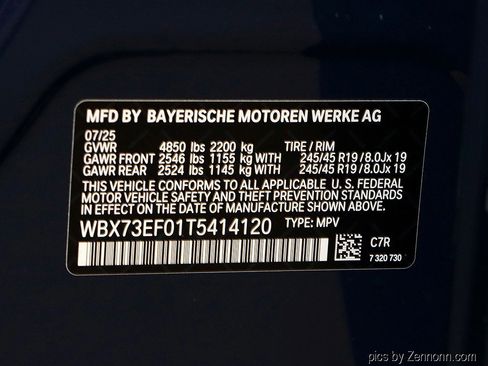 MFD BY BAYERISCHE MOTOREN WERKE AG
07/25
GVWR 4850 lbs 2200 kg TIRE / RIM
GAWR FRONT 2546 lbs 1155 kg WITH 245/45 R19 / 8.0Jx 19
GAWR REAR 2524 lbs 1145 kg WITH 245/45 R19 / 8.0Jx 19
THIS VEHICLE CONFORMS TO ALL APPLICABLE U. S. FEDERAL
MOTOR VEHICLE SAFETY AND THEFT PREVENTION STANDARDS
IN EFFECT ON THE DATE OF MANUFACTURE SHOWN ABOVE.
WBX73EF01T5414120 TYPE: MPV
C7R
7 320 730
pics by Zennonn.com